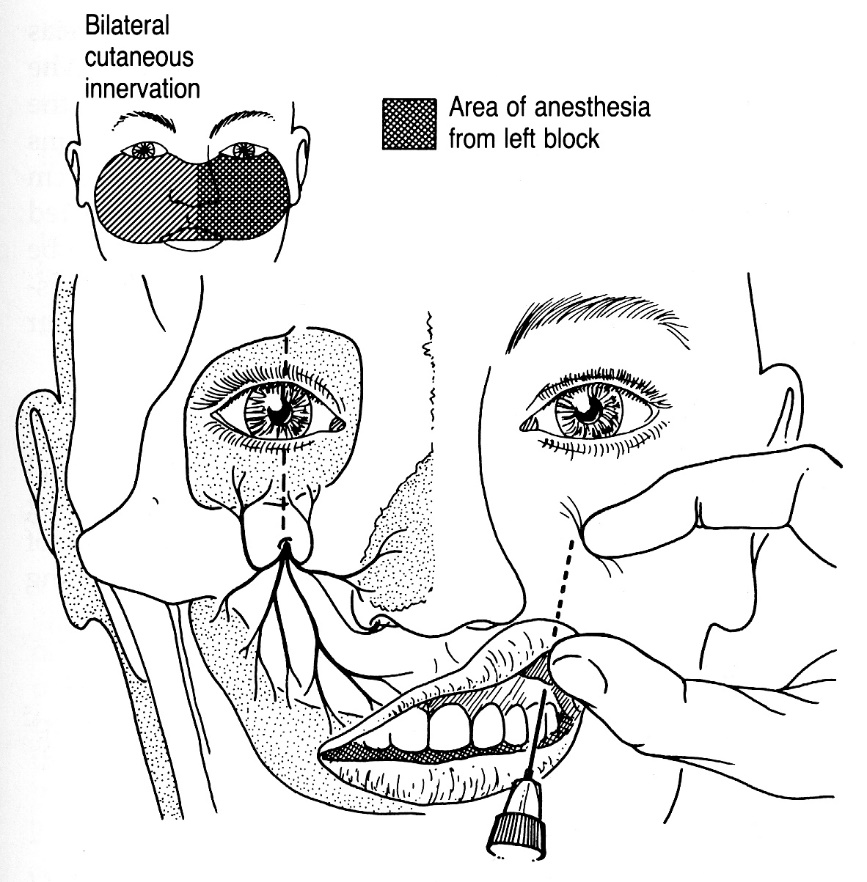 Bilateral
cutaneous
innervation
Area of anesthesia
from left block